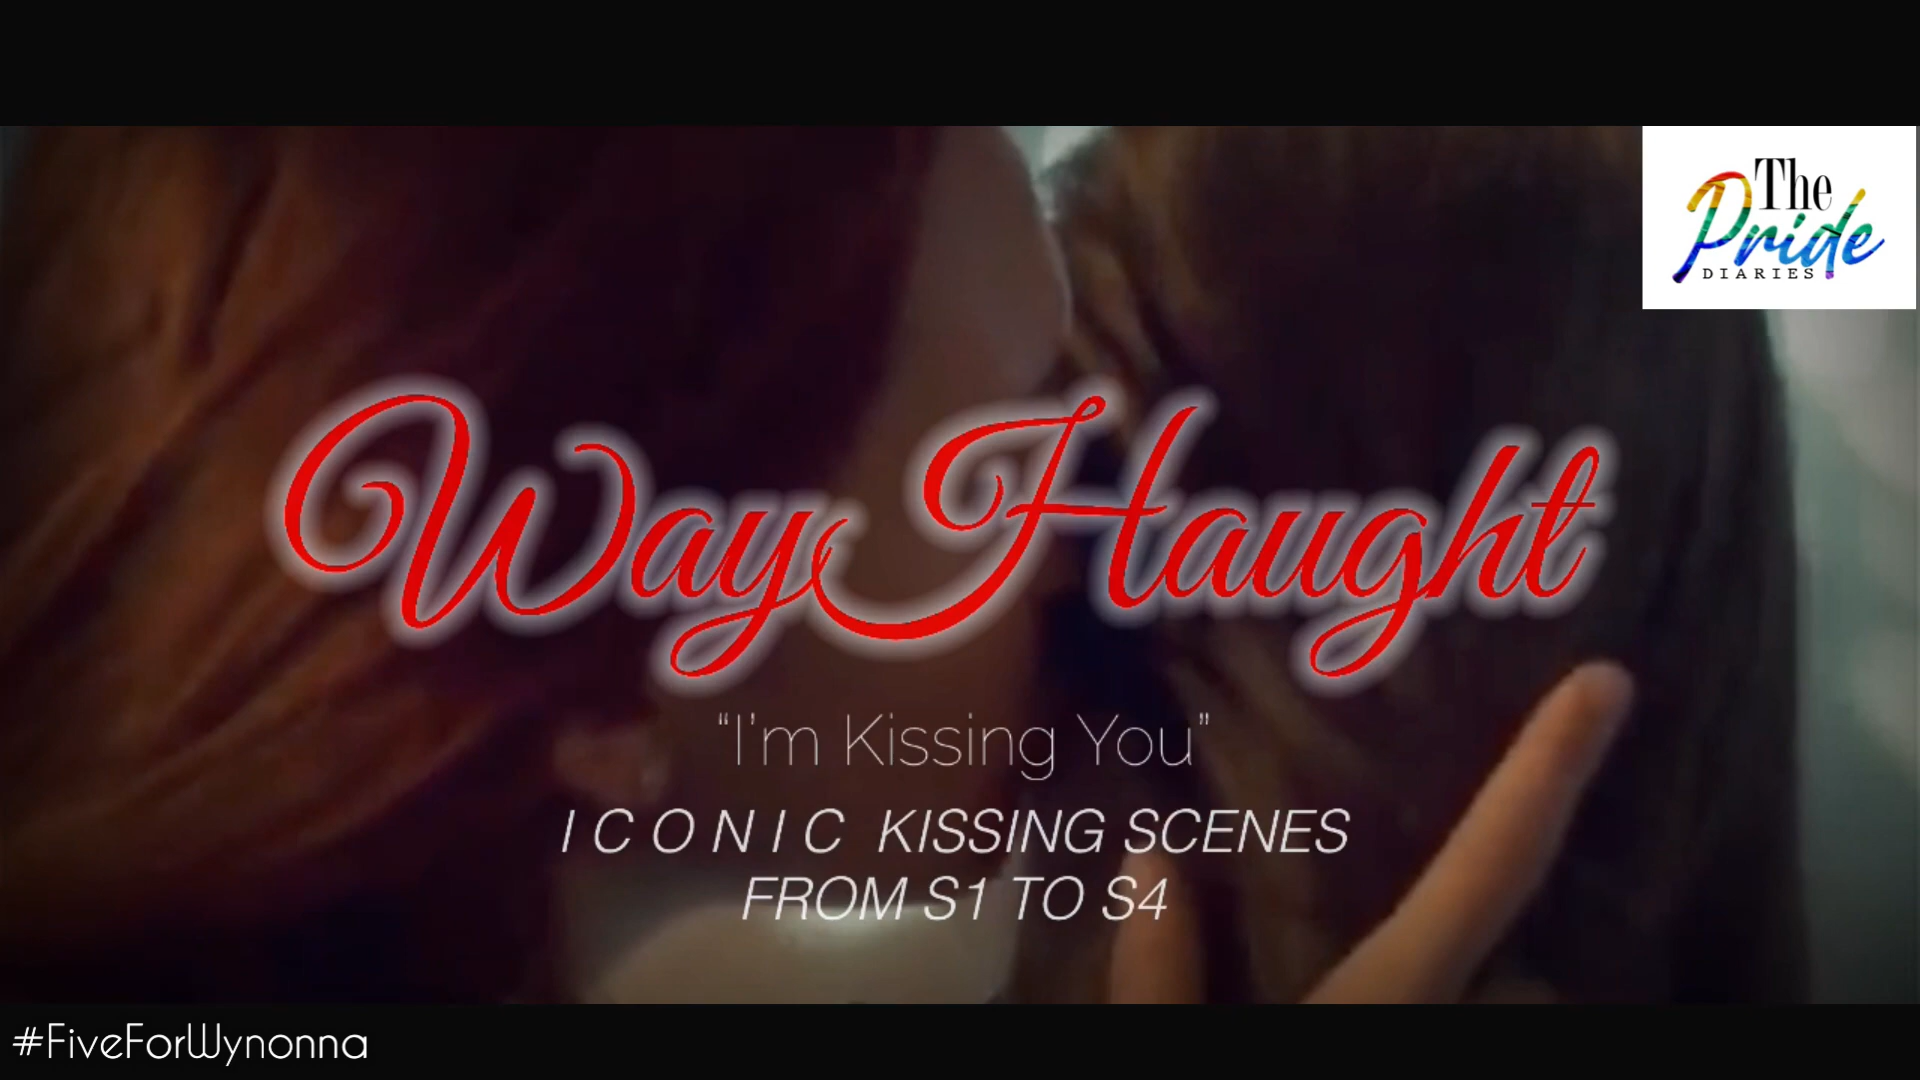 The
Pride
DIARIES
WayHaught
“I’m Kissing You”
ICONIC KISSING SCENES
FROM S1 TO S4
#FiveForWynonna